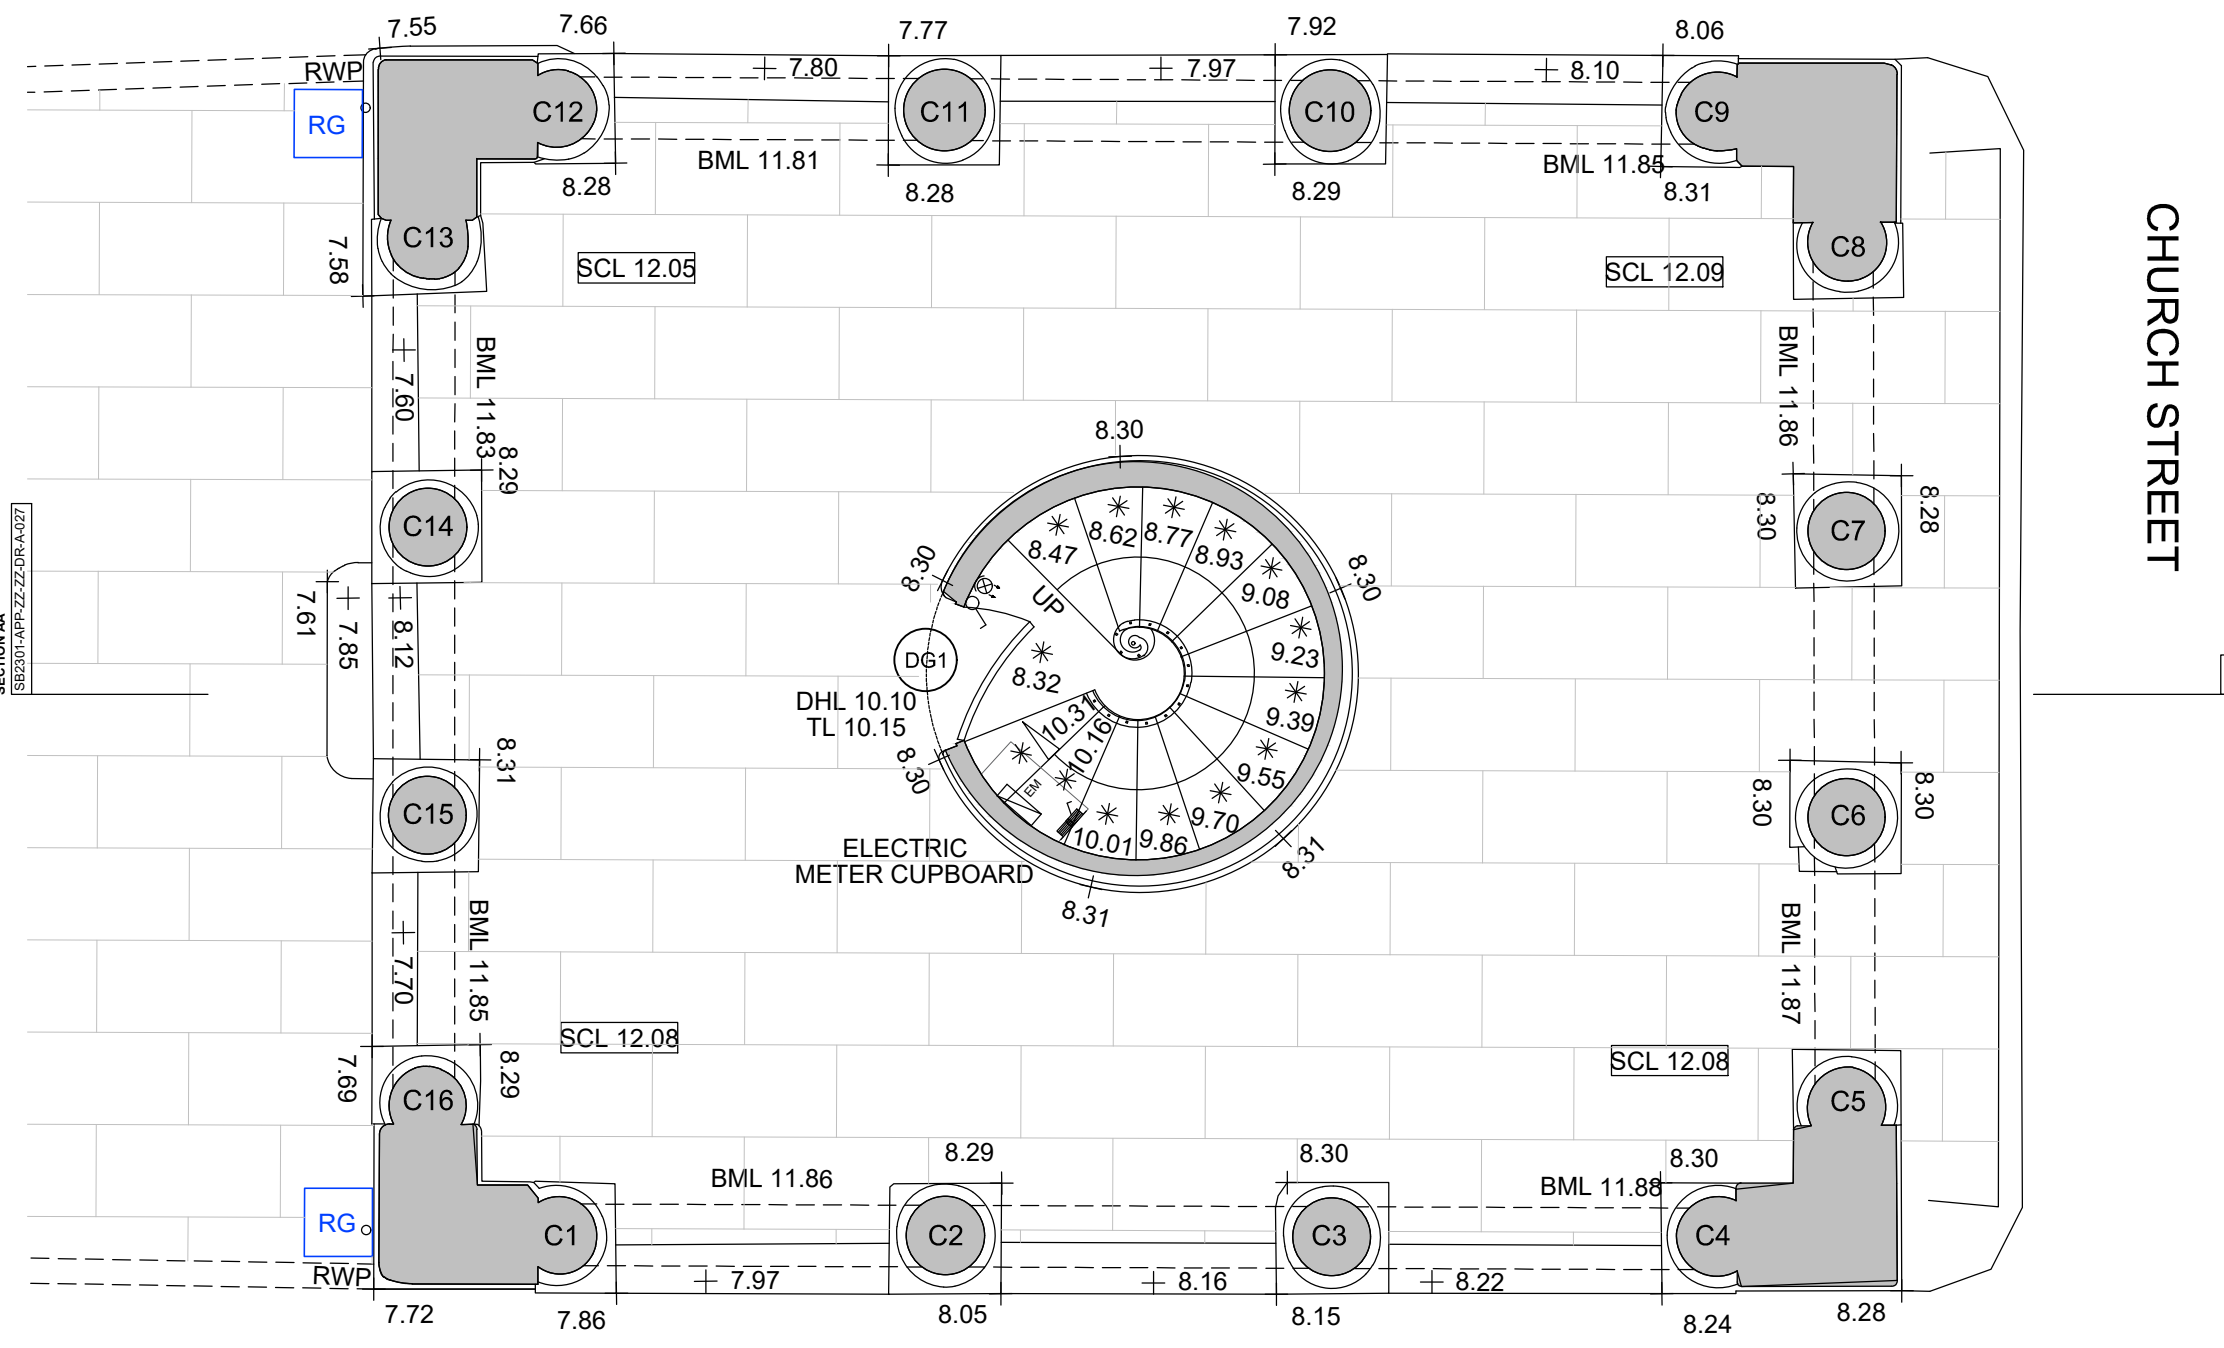 7.55
7.66
7.77
7.92
8.06
RWP
7.80
7.97
8.10
RG
C12
C11
C10
C9
BML 11.81
BML 11.85
8.28
8.28
8.29
8.31
C13
C8
7.58
SCL 12.05
SCL 12.09
CHURCH STREET
BML 11.83
BML 11.86
7.60
8.29
8.30
C14
C7
8.30
8.28
8.47
8.62
8.77
8.93
9.08
9.23
9.39
9.55
9.70
9.86
10.01
10.16
10.31
8.30
8.30
UP
7.61
7.85
8.12
DG1
8.32
DHL 10.10
TL 10.15
8.30
SECTION AA
SB2301-APP-ZZ-ZZ-DR-A-027
8.31
C15
EM
ELECTRIC
METER CUPBOARD
8.31
8.31
8.30
C6
8.30
BML 11.85
BML 11.87
7.70
SCL 12.08
SCL 12.08
7.69
8.29
C16
C5
BML 11.86
8.29
8.30
BML 11.88
8.30
RG
C1
C2
C3
C4
RWP
7.97
8.16
8.22
7.72
7.86
8.05
8.15
8.24
8.28